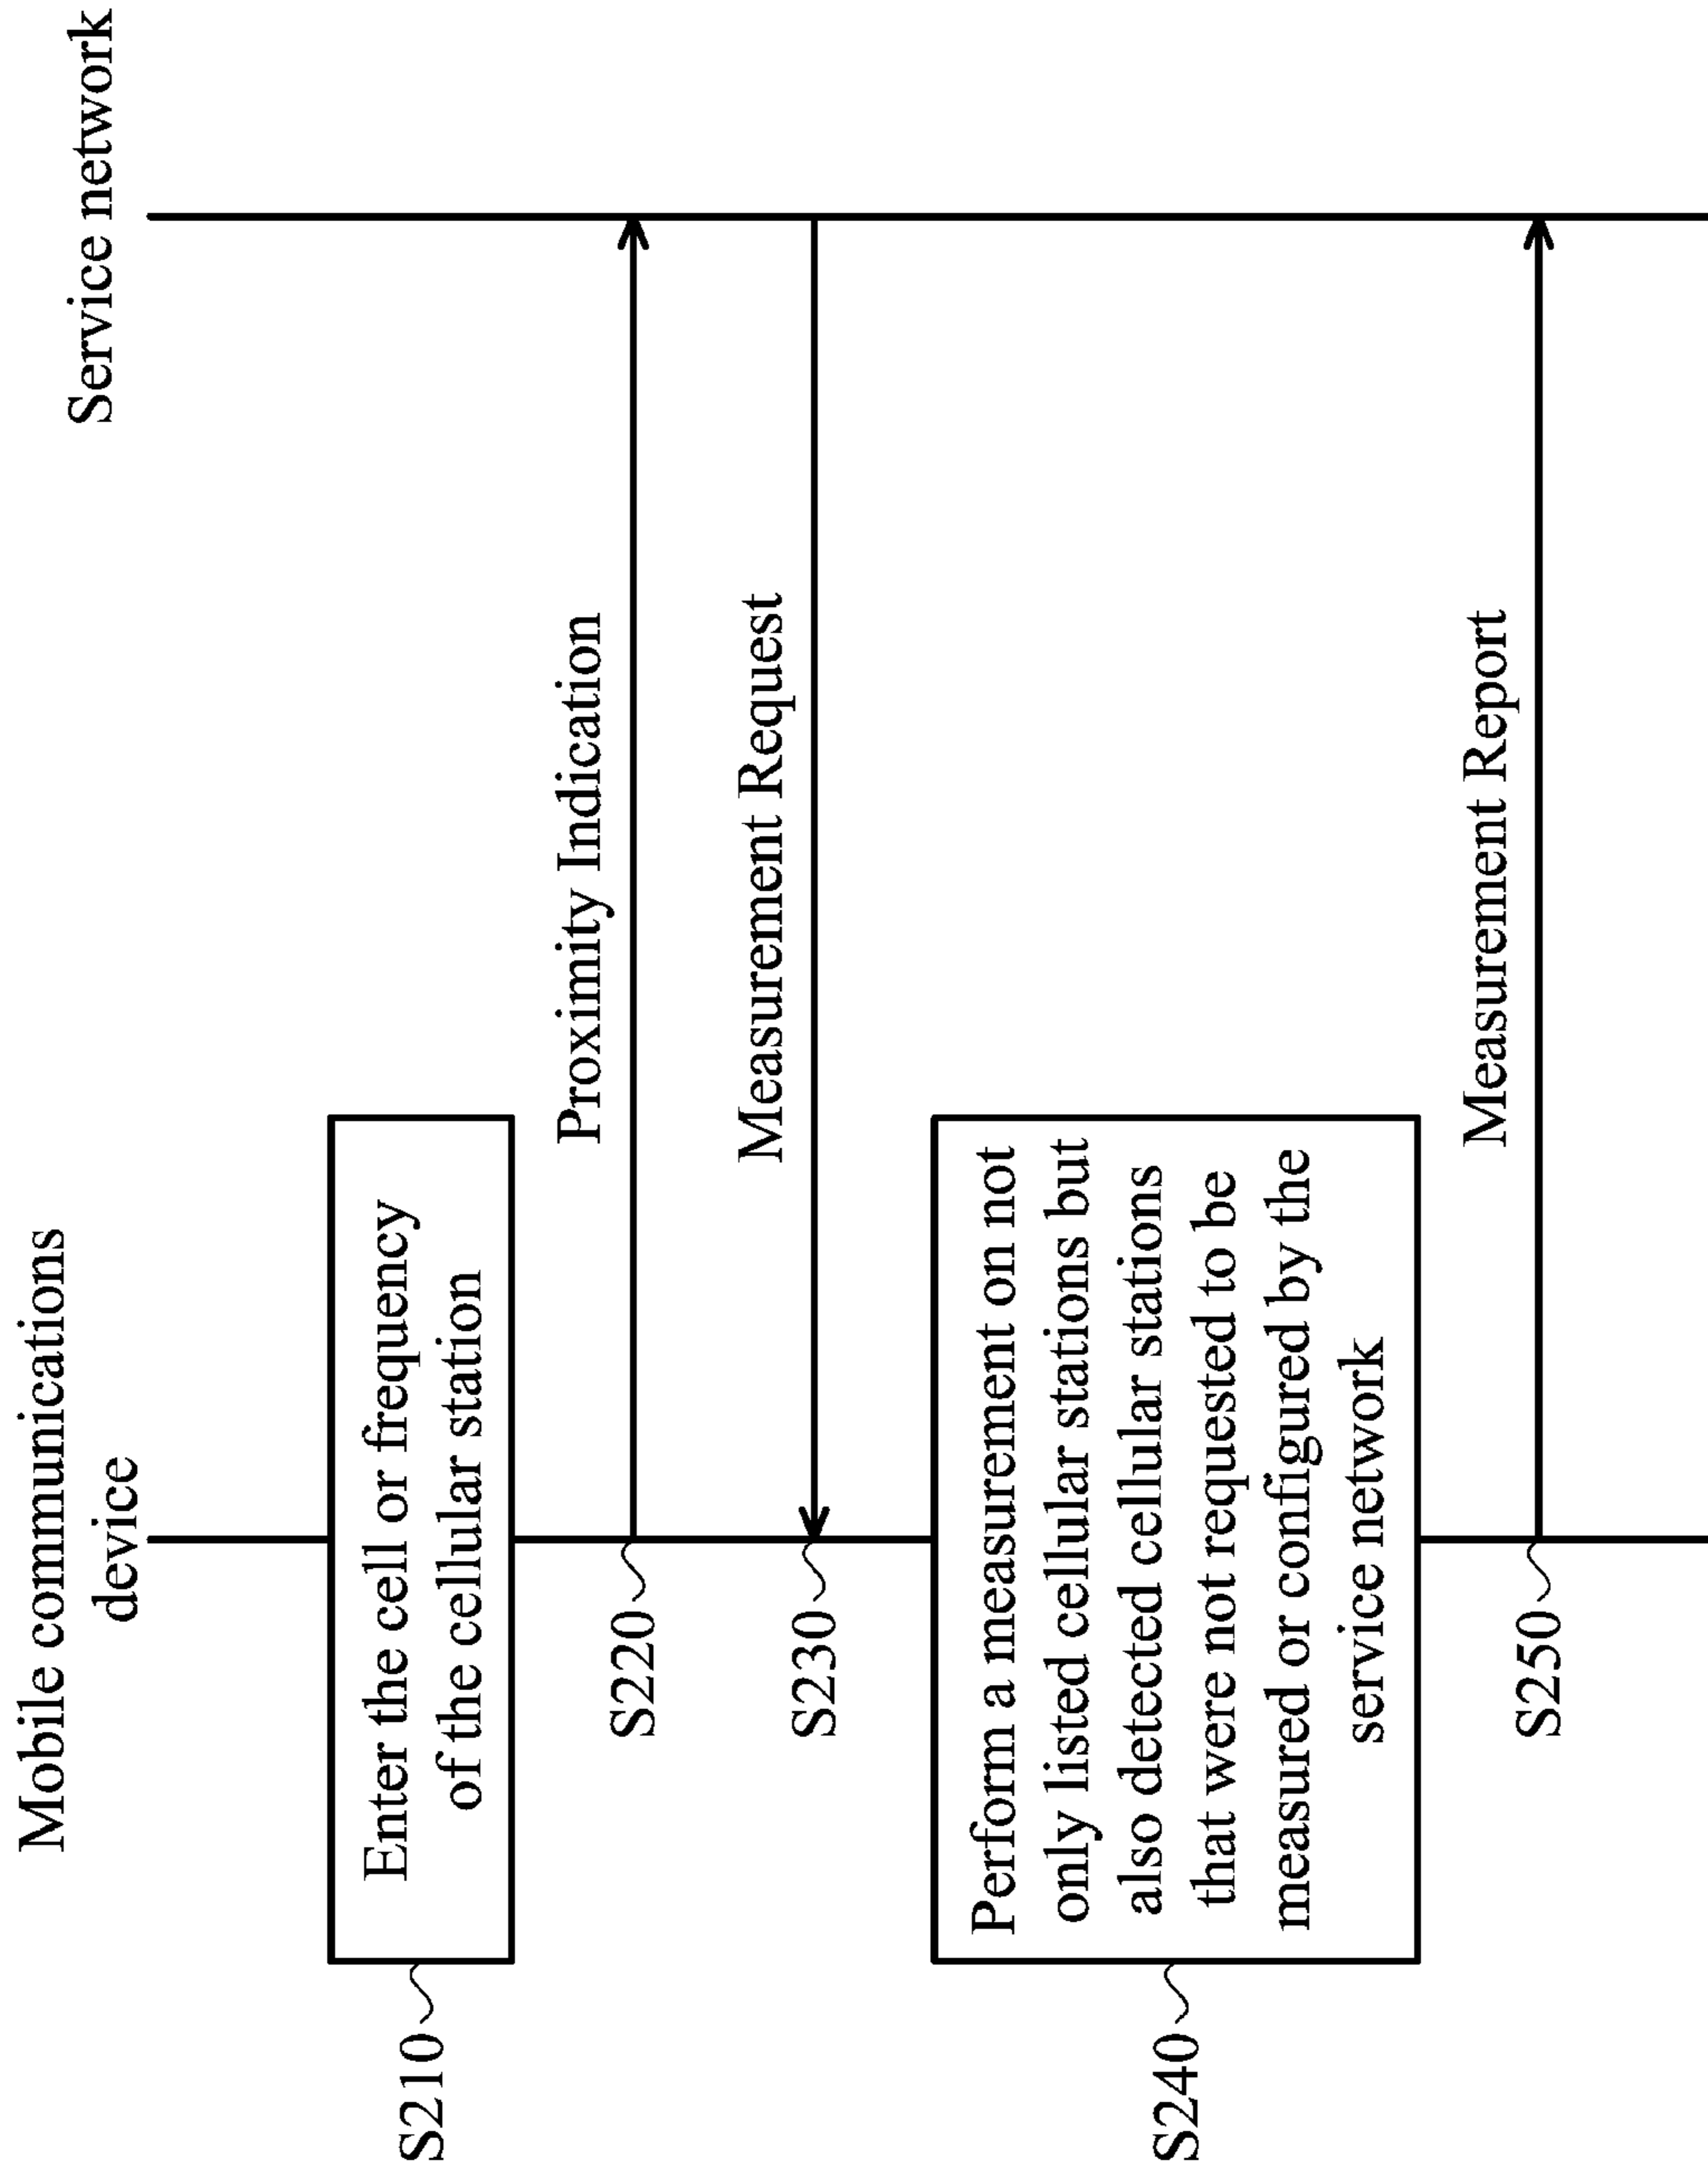 Mobile communications
device
Service network
S210
Enter the cell or frequency
of the cellular station
Proximity Indication
S220
Measurement Request
S230
S240
Perform a measurement on not
only listed cellular stations but
also detected cellular stations
that were not requested to be
measured or configured by the
service network
Measurement Report
S250